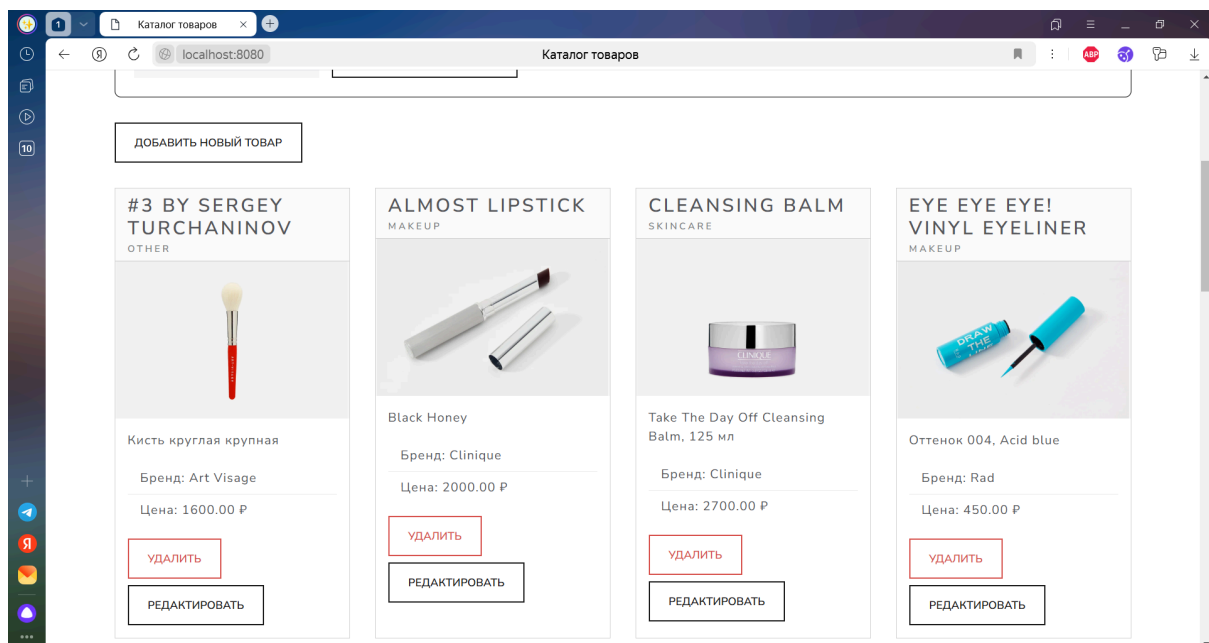 1
Каталог товаров
localhost:8080
Каталог товаров
ABP
10
ДОБАВИТЬ НОВЫЙ ТОВАР
#3 BY SERGEY
TURCHANINOV
OTHER
Кисть круглая крупная
Бренд: Art Visage
Цена: 1600.00 ₽
УДАЛИТЬ
РЕДАКТИРОВАТЬ
ALMOST LIPSTICK
MAKEUP
Black Honey
Бренд: Clinique
Цена: 2000.00 ₽
УДАЛИТЬ
РЕДАКТИРОВАТЬ
CLEANSING BALM
SKINCARE
CLINIQUE
Take The Day Off Cleansing
Balm, 125 мл
Бренд: Clinique
Цена: 2700.00 ₽
УДАЛИТЬ
РЕДАКТИРОВАТЬ
EYE EYE EYE!
VINYL EYELINER
MAKEUP
DRAW
THE
Оттенок 004, Acid blue
Бренд: Rad
Цена: 450.00 ₽
УДАЛИТЬ
РЕДАКТИРОВАТЬ